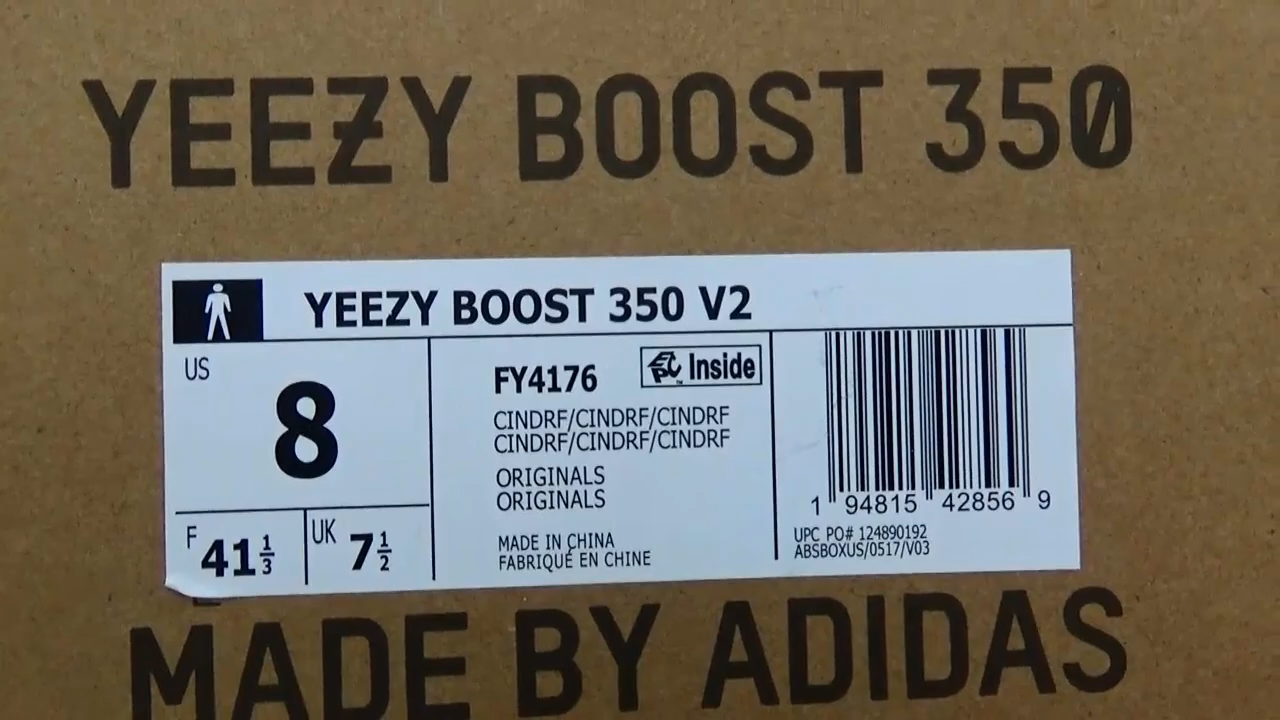 YEEZY BOOST 350
YEEZY BOOST 350 V2
US
8
F 41 1/3
UK 7 1/2
FY4176
EPC Inside
™
CINDRF/CINDRF/CINDRF
CINDRF/CINDRF/CINDRF
ORIGINALS
ORIGINALS
MADE IN CHINA
FABRIQUÉ EN CHINE
1 94815 42856 9
UPC PO# 124890192
ABSBOXUS/0517/V03
MADE BY ADIDAS